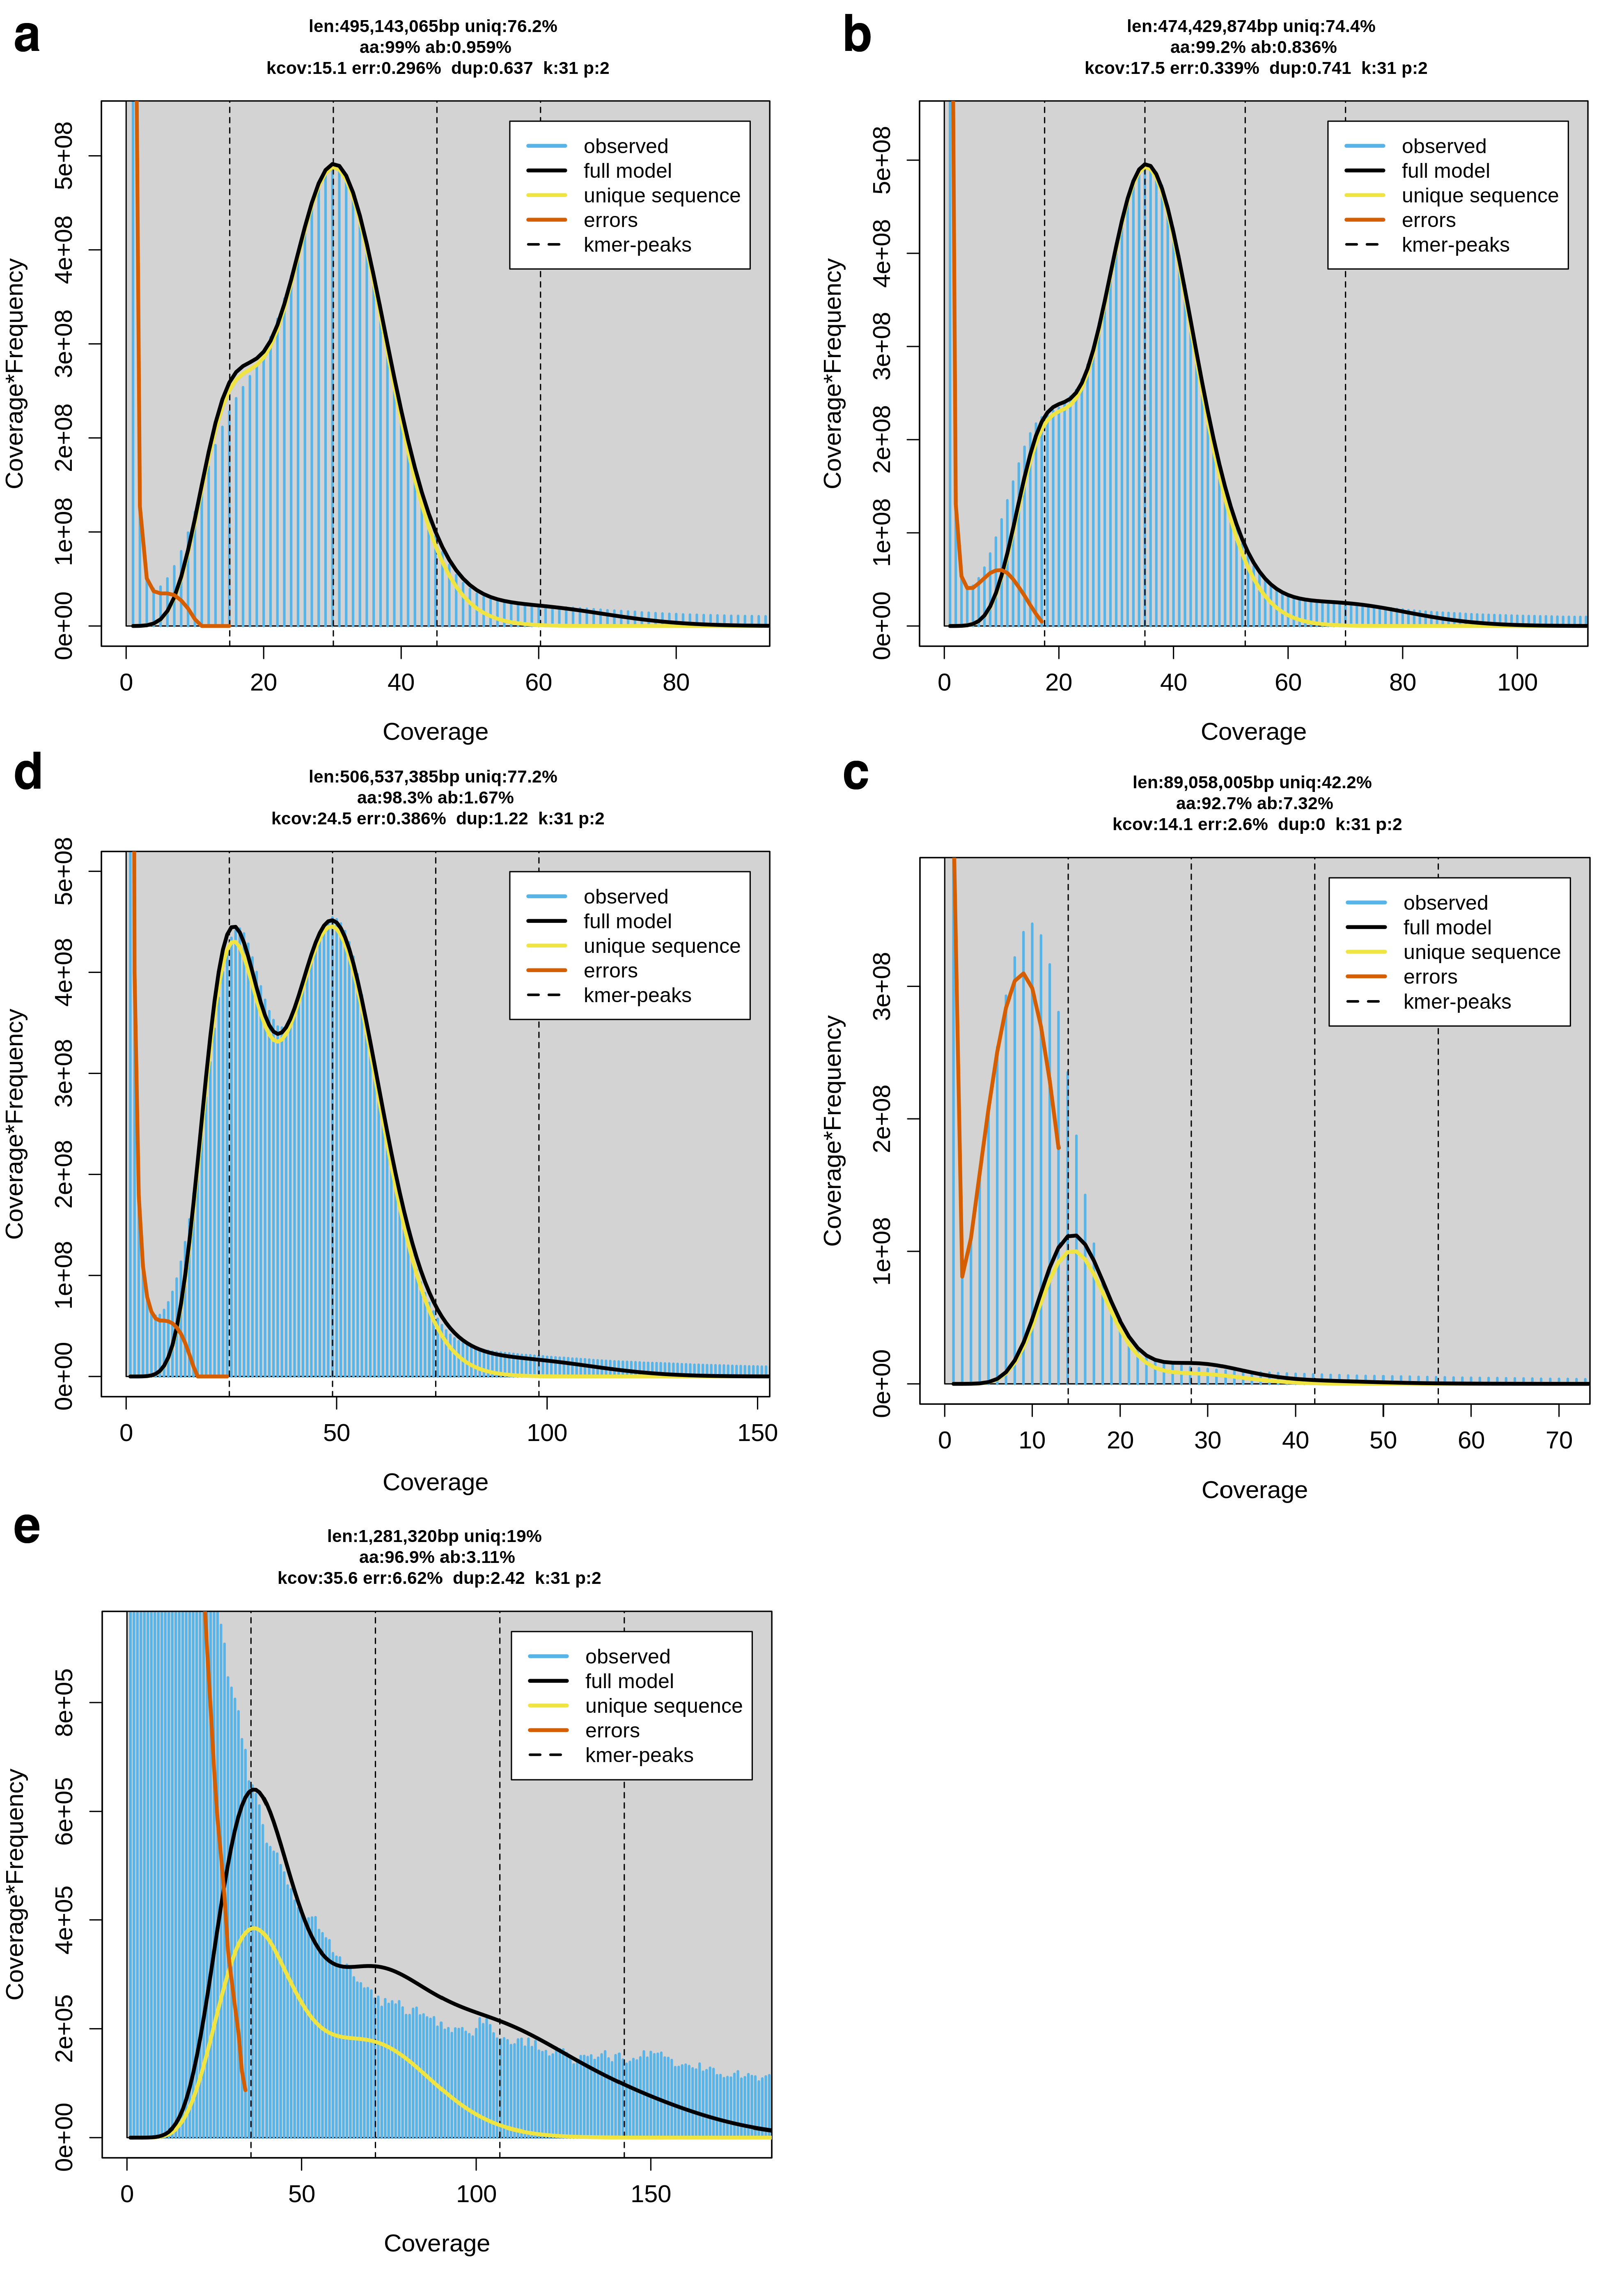 a
len:495,143,065bp uniq:76.2%
aa:99% ab:0.959%
kcov:15.1 err:0.296% dup:0.637 k:31 p:2
Coverage*Frequency
5e+08
4e+08
3e+08
2e+08
1e+08
0e+00
observed
full model
unique sequence
errors
kmer-peaks
0 20 40 60 80
Coverage
b
len:474,429,874bp uniq:74.4%
aa:99.2% ab:0.836%
kcov:17.5 err:0.339% dup:0.741 k:31 p:2
Coverage*Frequency
5e+08
4e+08
3e+08
2e+08
1e+08
0e+00
observed
full model
unique sequence
errors
kmer-peaks
0 20 40 60 80 100
Coverage
d
len:506,537,385bp uniq:77.2%
aa:98.3% ab:1.67%
kcov:24.5 err:0.386% dup:1.22 k:31 p:2
Coverage*Frequency
5e+08
4e+08
3e+08
2e+08
1e+08
0e+00
observed
full model
unique sequence
errors
kmer-peaks
0 50 100 150
Coverage
c
len:89,058,005bp uniq:42.2%
aa:92.7% ab:7.32%
kcov:14.1 err:2.6% dup:0 k:31 p:2
Coverage*Frequency
3e+08
2e+08
1e+08
0e+00
observed
full model
unique sequence
errors
kmer-peaks
0 10 20 30 40 50 60 70
Coverage
e
len:1,281,320bp uniq:19%
aa:96.9% ab:3.11%
kcov:35.6 err:6.62% dup:2.42 k:31 p:2
Coverage*Frequency
8e+05
6e+05
4e+05
2e+05
0e+00
observed
full model
unique sequence
errors
kmer-peaks
0 50 100 150
Coverage